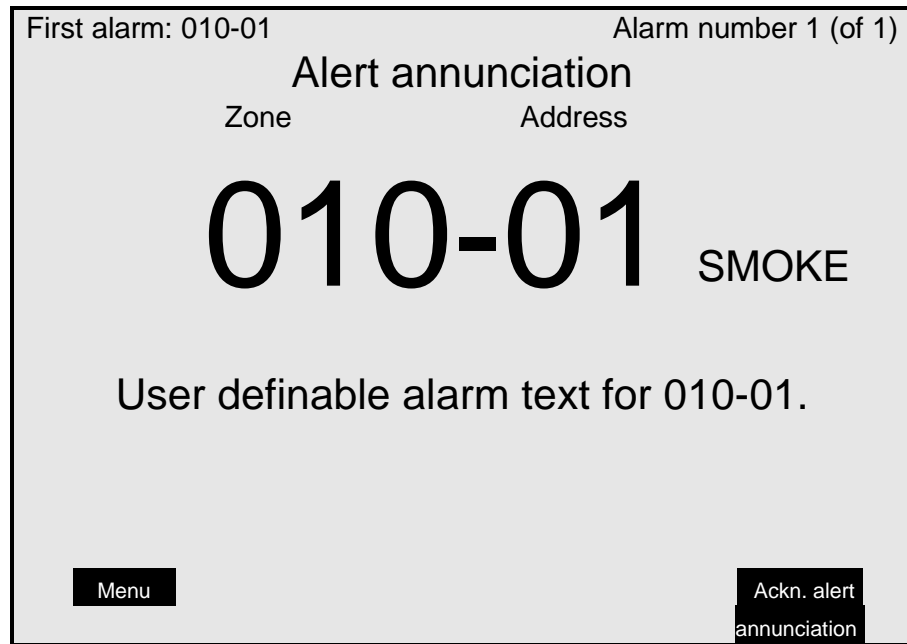 First alarm: 010-01 Alarm number 1 (of 1)
Alert annunciation
Zone Address
010-01 SMOKE
User definable alarm text for 010-01.
Menu Ackn. alert
annunciation